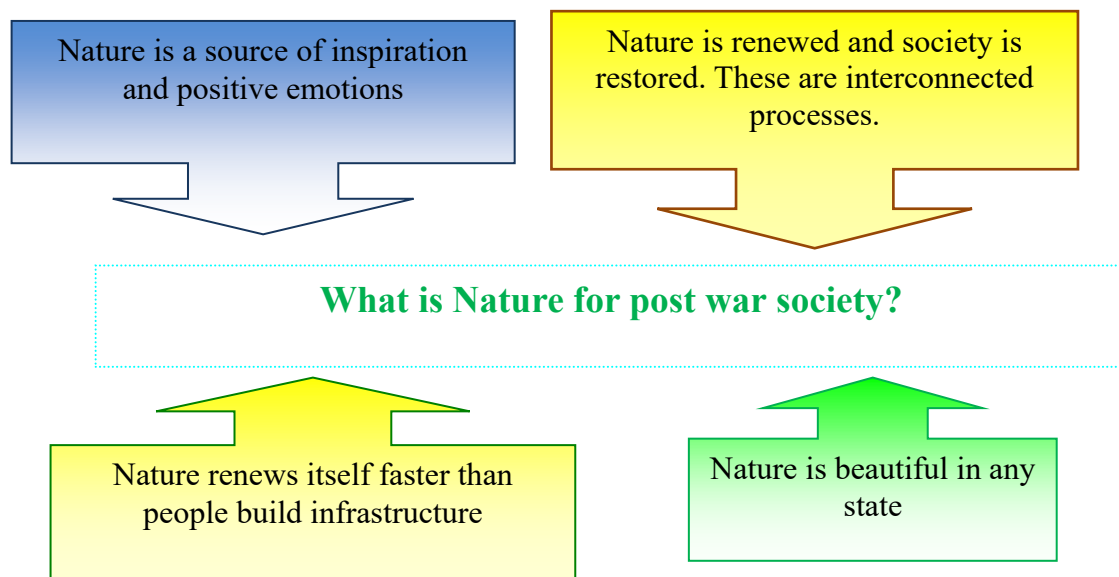 Nature is a source of inspiration
and positive emotions
Nature is renewed and society is
restored. These are interconnected
processes.
What is Nature for post war society?
Nature renews itself faster than
people build infrastructure
Nature is beautiful in any
state